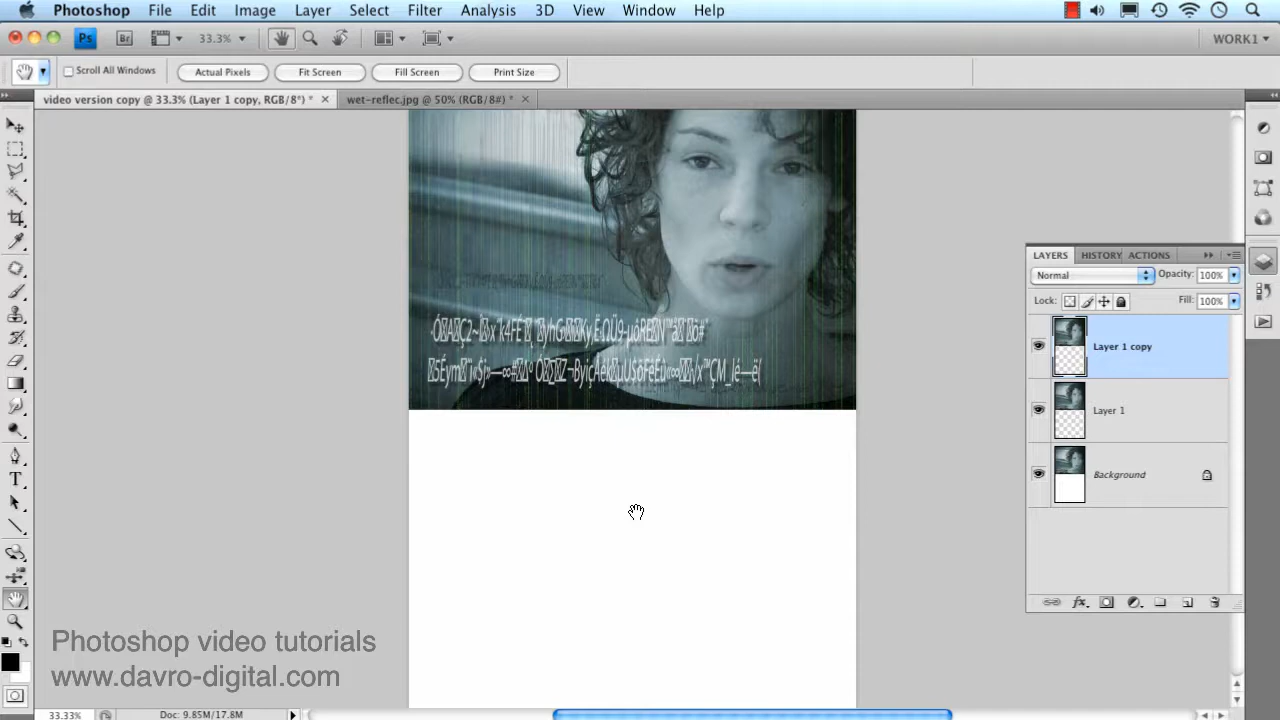 Photoshop File Edit Image Layer Select Filter Analysis 3D View Window Help
Ps Br 33.3% WORK1
Scroll All Windows Actual Pixels Fit Screen Fill Screen Print Size
video version copy @ 33.3% (Layer 1 copy, RGB/8*) * wet-reflec.jpg @ 50% (RGB/8#) *
LAYERS HISTORY ACTIONS
Normal Opacity: 100%
Lock: Fill: 100%
Layer 1 copy
Layer 1
Background
T
fx
Photoshop video tutorials
www.davro-digital.com
33.33% Doc: 9.85M/17.8M